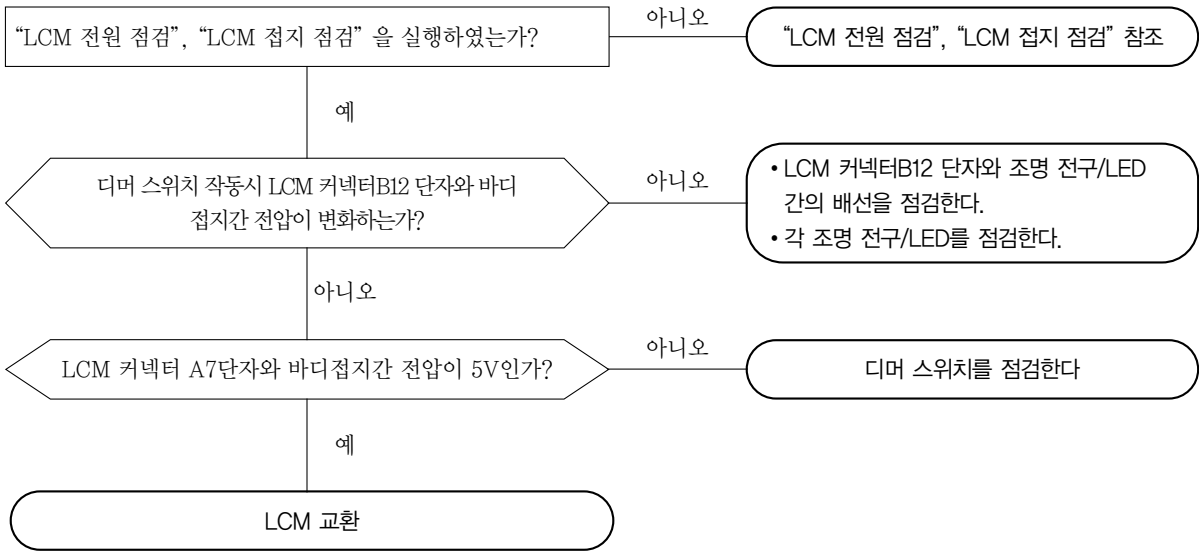 “LCM 전원 점검”, “LCM 접지 점검” 을 실행하였는가?
아니오
“LCM 전원 점검”, “LCM 접지 점검” 참조
예
디머 스위치 작동시 LCM 커넥터B12 단자와 바디
접지간 전압이 변화하는가?
아니오
• LCM 커넥터B12 단자와 조명 전구/LED
간의 배선을 점검한다.
• 각 조명 전구/LED를 점검한다.
아니오
LCM 커넥터 A7단자와 바디접지간 전압이 5V인가?
아니오
디머 스위치를 점검한다
예
LCM 교환